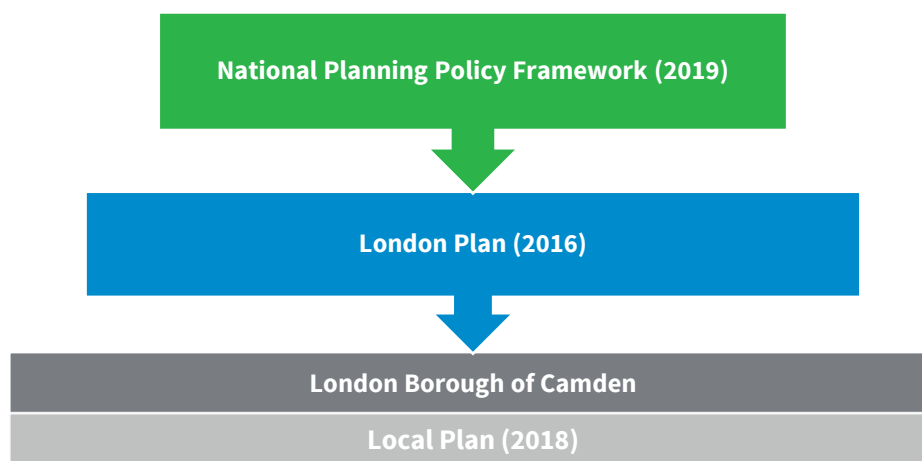 National Planning Policy Framework (2019)
London Plan (2016)
London Borough of Camden
Local Plan (2018)